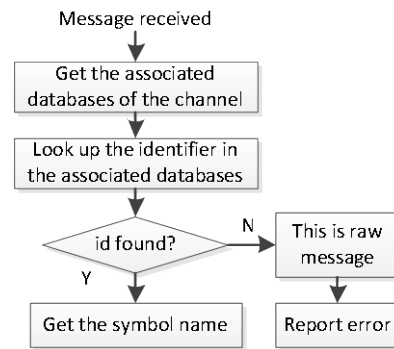 Message received
Get the associated
databases of the channel
Look up the identifier in
the associated databases
id found?
N
Y
This is raw
message
Get the symbol name
Report error